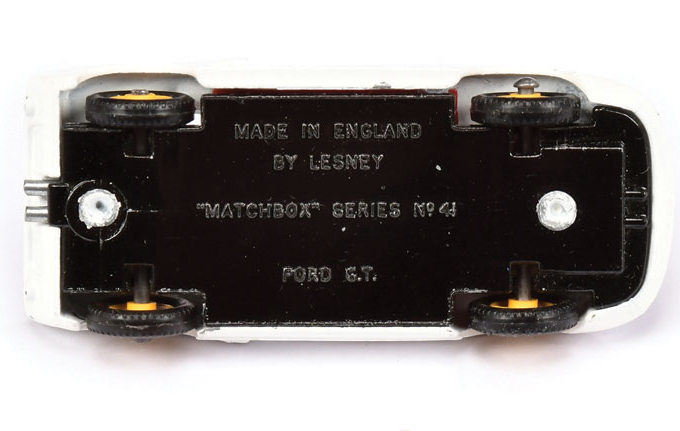 MADE IN ENGLAND
BY LESNEY
"MATCHBOX" SERIES Nº 41
FORD G.T.